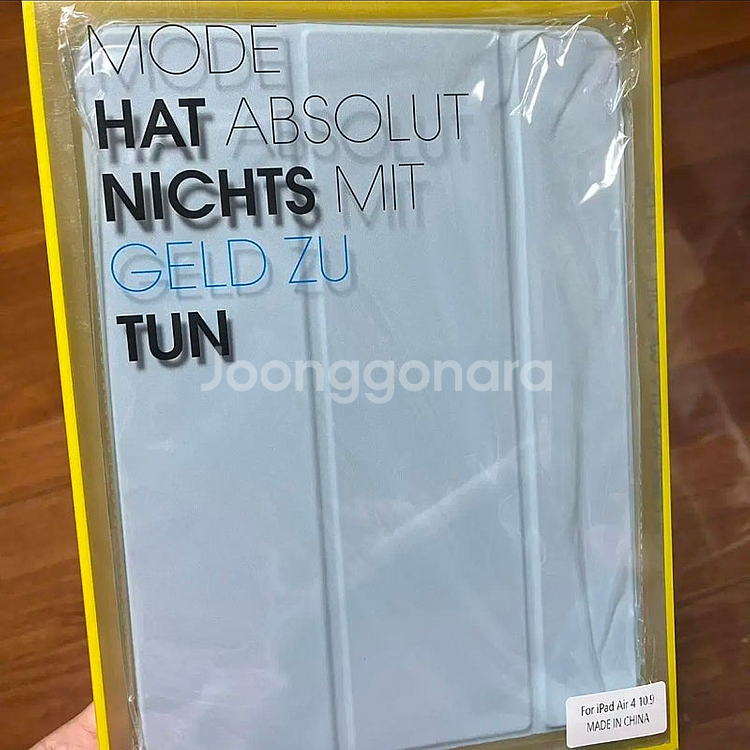 MODE
HAT ABSOLUT
NICHTS MIT
GELD ZU
TUN
Joonggonara
For iPad Air 4 10.9
MADE IN CHINA